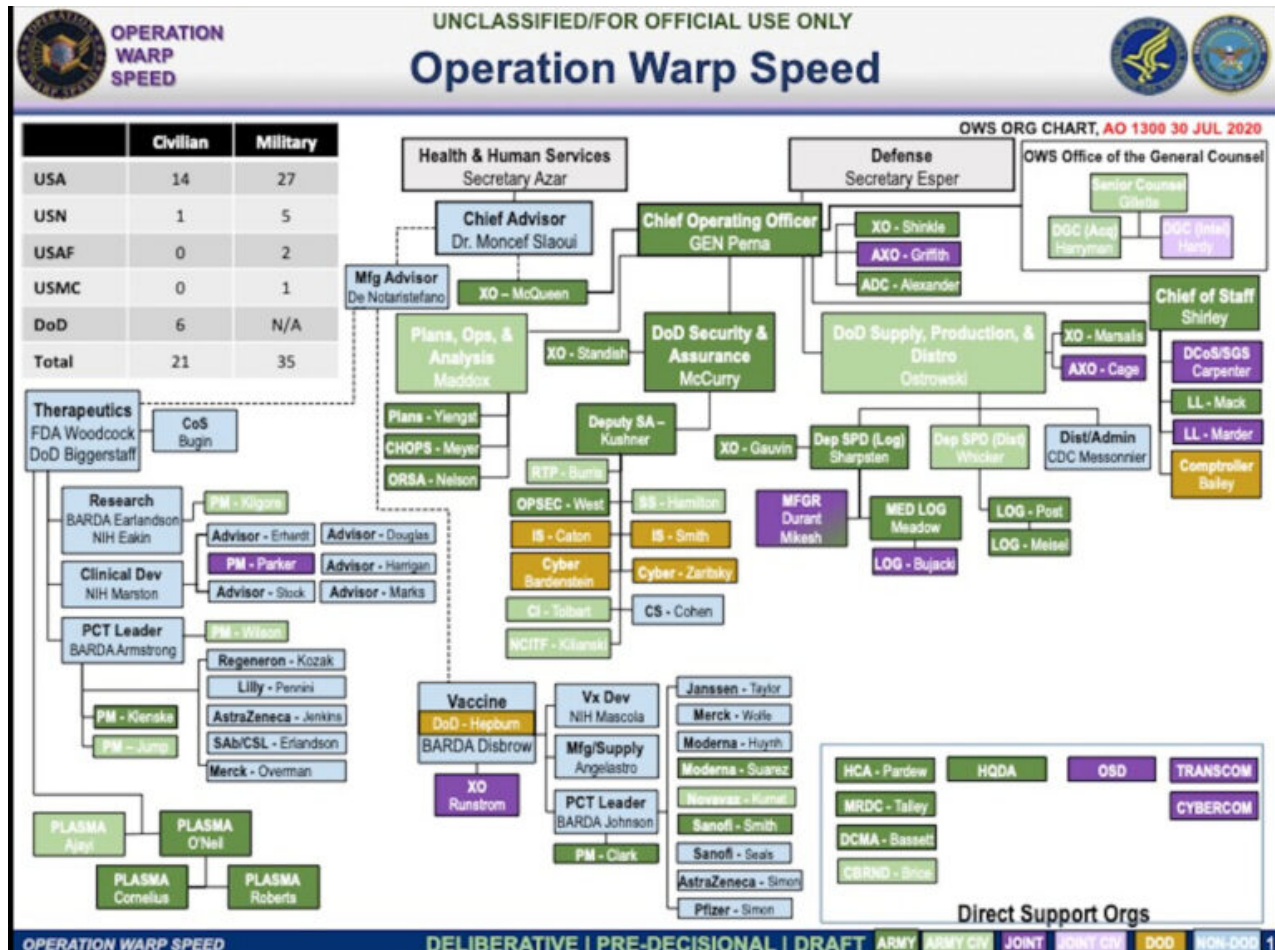 UNCLASSIFIED/FOR OFFICIAL USE ONLY
OPERATION
WARP
SPEED
Operation Warp Speed
OWS ORG CHART, AO 1300 30 JUL 2020
Civilian Military
USA 14 27
USN 1 5
USAF 0 2
USMC 0 1
DoD 6 N/A
Total 21 35
Health & Human Services
Secretary Azar
Defense
Secretary Esper
OWS Office of the General Counsel
Senior Counsel
Gillette
DGC (Acq)
Harryman
DGC (Intel)
Hardy
Chief Advisor
Dr. Moncef Slaoui
Chief Operating Officer
GEN Perna
XO - Shinkle
AXO - Griffith
ADC - Alexander
Mfg Advisor
De Notaristefano
XO – McQueen
Chief of Staff
Shirley
DCoS/SGS
Carpenter
LL - Mack
LL - Marder
Comptroller
Bailey
Plans, Ops, &
Analysis
Maddox
Plans - Yiengst
CHOPS - Meyer
ORSA - Nelson
XO - Standish
DoD Security &
Assurance
McCurry
Deputy SA –
Kushner
RTP - Burris
OPSEC - West
SS - Hamilton
IS - Caton
IS - Smith
Cyber
Bardenstein
Cyber - Zaritsky
CI - Tolbart
CS - Cohen
NCITF - Kilianski
DoD Supply, Production, &
Distro
Ostrowski
XO - Marsalis
AXO - Cage
XO - Gauvin
Dep SPD (Log)
Sharpsten
Dep SPD (Dist)
Whicker
Dist/Admin
CDC Messonnier
MFGR
Durant
Mikesh
MED LOG
Meadow
LOG - Bujacki
LOG - Post
LOG - Meisel
Therapeutics
FDA Woodcock
DoD Biggerstaff
CoS
Bugin
Research
BARDA Earlandson
NIH Eakin
PM - Kilgore
Clinical Dev
NIH Marston
Advisor - Erhardt
Advisor - Douglas
PM - Parker
Advisor - Harrigan
Advisor - Stock
Advisor - Marks
PCT Leader
BARDA Armstrong
PM - Wilson
Regeneron - Kozak
Lilly - Pennini
AstraZeneca - Jenkins
SAb/CSL - Erlandson
Merck - Overman
PM - Klenske
PM – Jump
PLASMA
Ajayi
PLASMA
O'Neil
PLASMA
Cornelius
PLASMA
Roberts
Vaccine
DoD - Hepburn
BARDA Disbrow
XO
Runstrom
Vx Dev
NIH Mascola
Mfg/Supply
Angelastro
PCT Leader
BARDA Johnson
PM - Clark
Janssen - Taylor
Merck - Wolfe
Moderna - Huynh
Moderna - Suarez
Novavax -
Sanofi - Smith
Sanofi - Seals
AstraZeneca - Simon
Pfizer - Simon
HCA - Pardew
HQDA
OSD
TRANSCOM
MRDC - Talley
CYBERCOM
DCMA - Bassett
CBRND - Brice
Direct Support Orgs
OPERATION WARP SPEED
DELIBERATIVE | PRE-DECISIONAL | DRAFT
ARMY
ARMY CIV
JOINT
JOINT CIV
DOD
NON-DOD
1